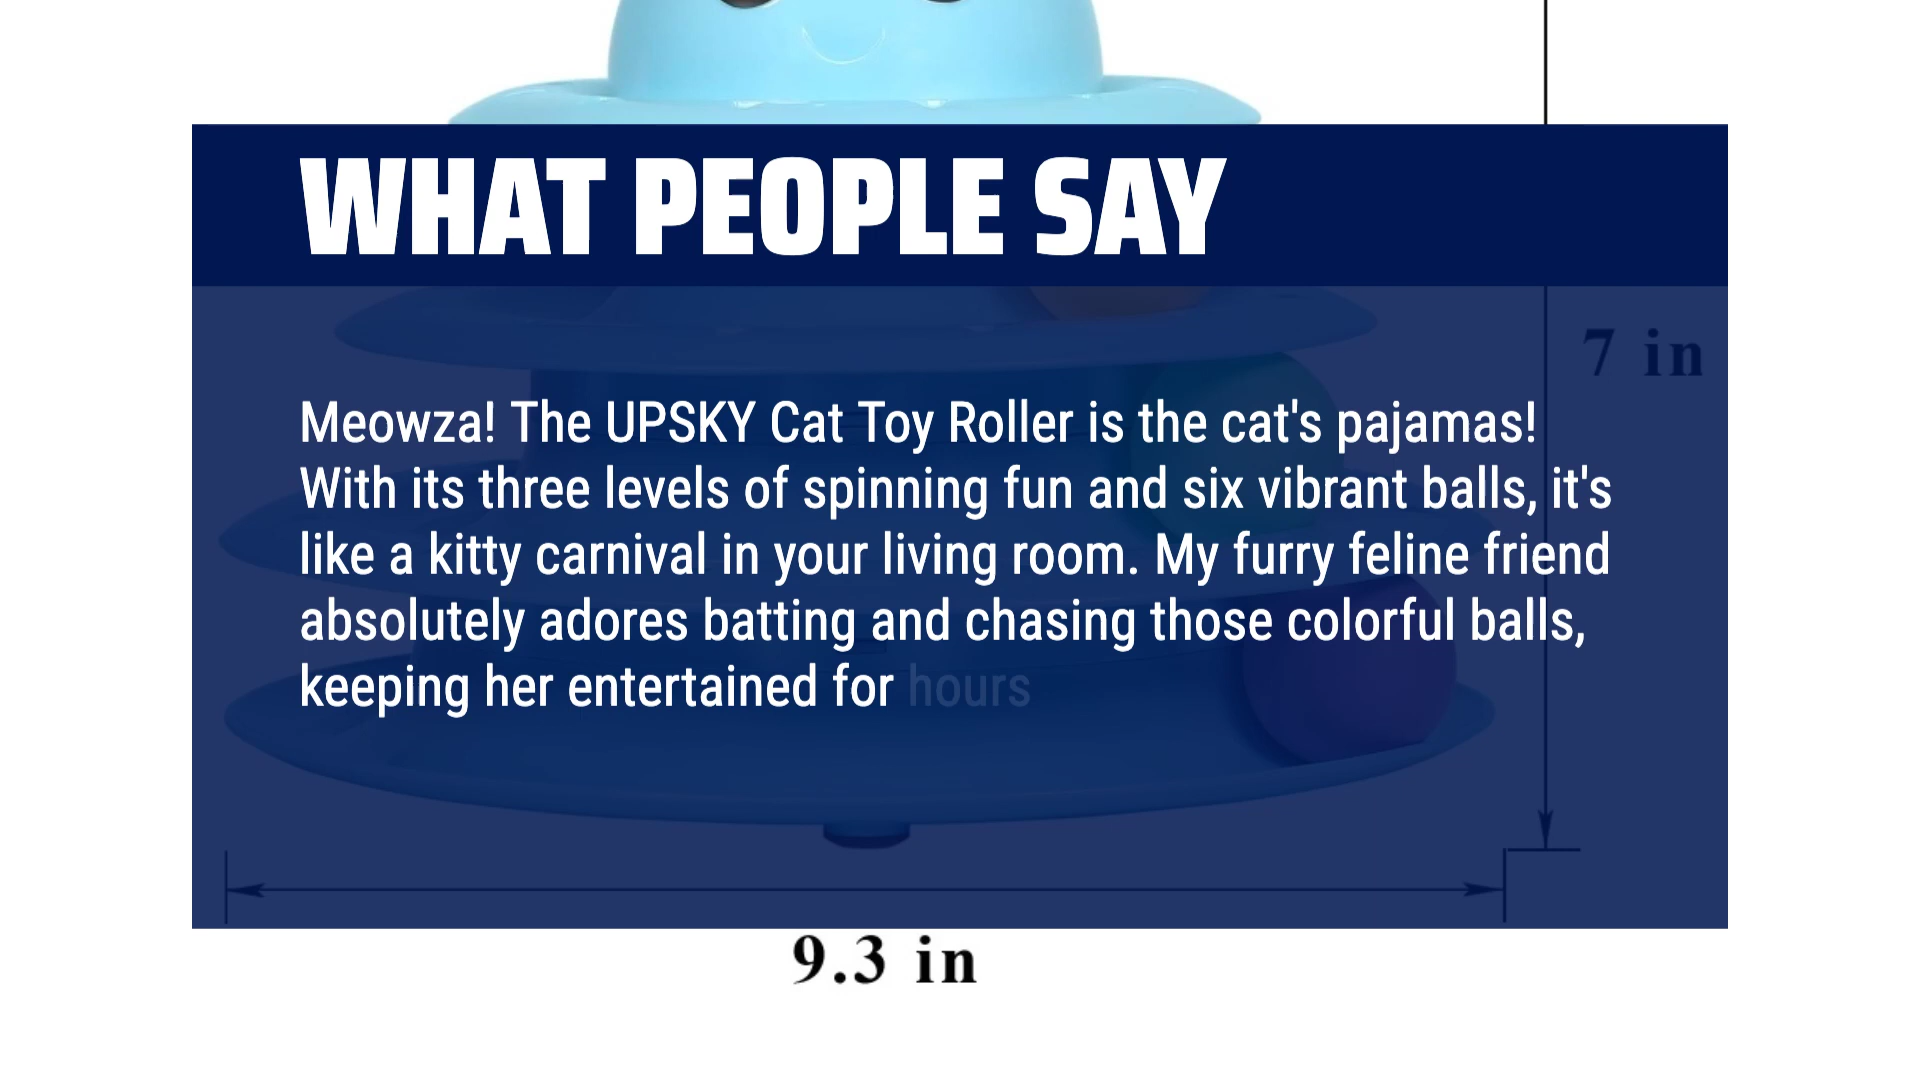 WHAT PEOPLE SAY
7 in
Meowza! The UPSKY Cat Toy Roller is the cat's pajamas!
With its three levels of spinning fun and six vibrant balls, it's
like a kitty carnival in your living room. My furry feline friend
absolutely adores batting and chasing those colorful balls,
keeping her entertained for hours
9.3 in